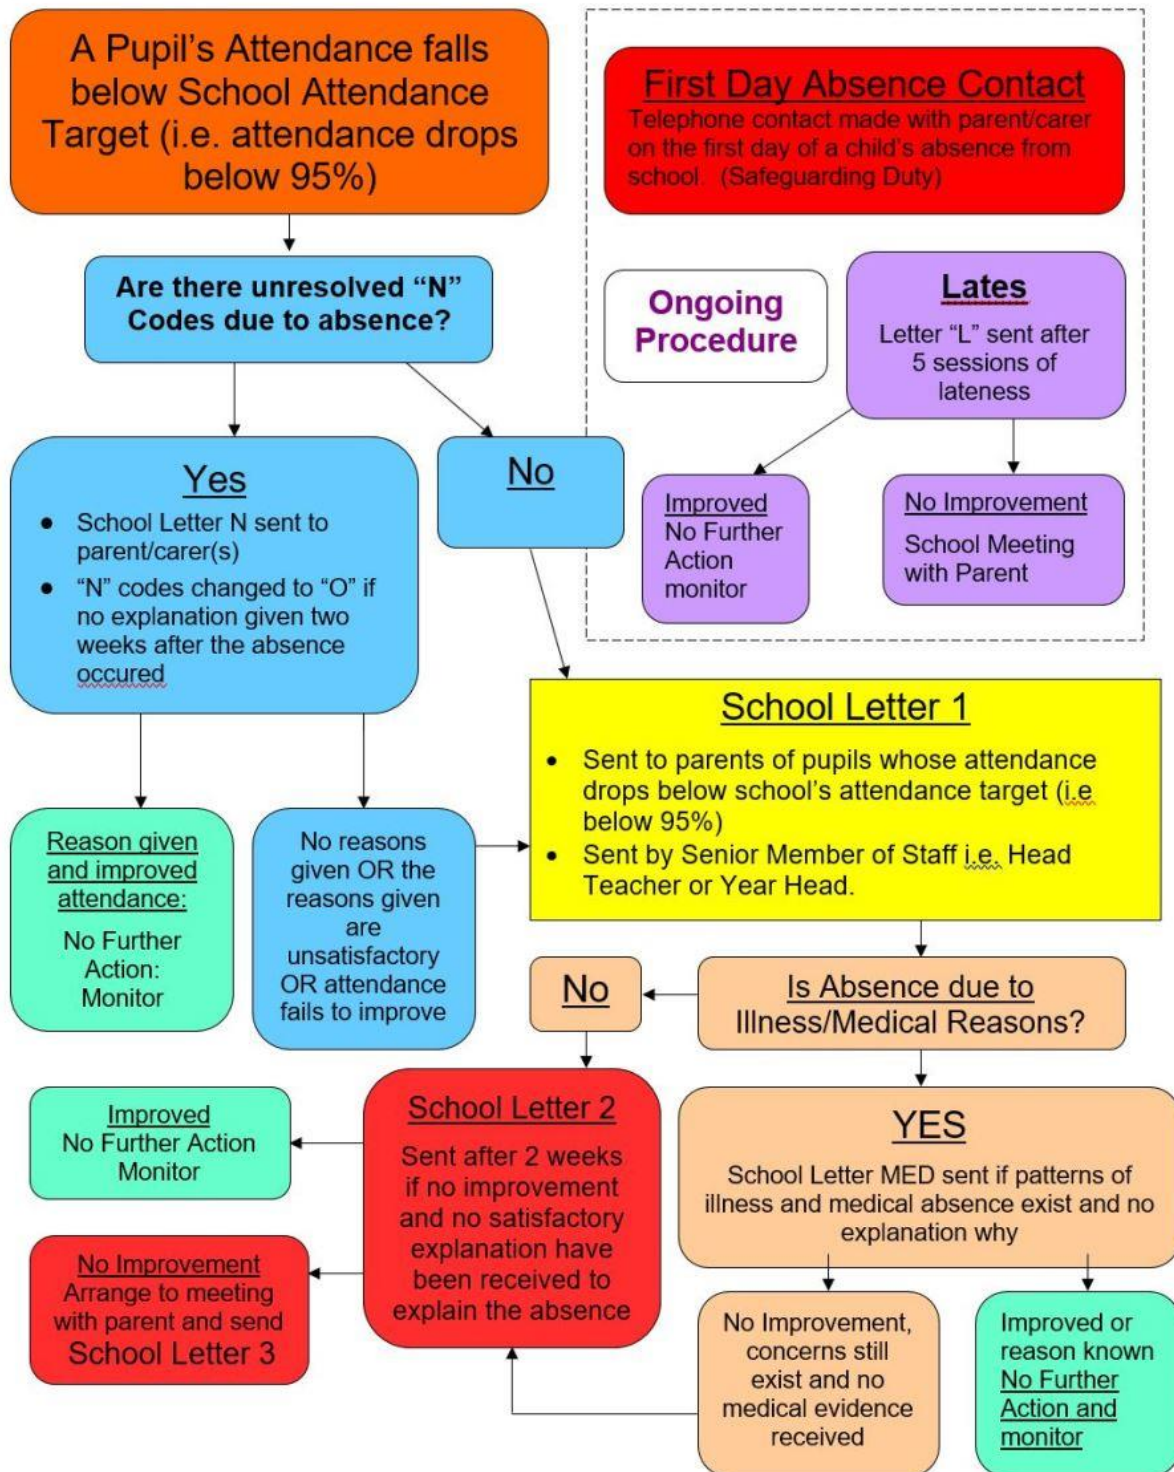 A Pupil's Attendance falls
below School Attendance
Target (i.e. attendance drops
below 95%)
First Day Absence Contact
Telephone contact made with parent/carer
on the first day of a child's absence from
school. (Safeguarding Duty)
Are there unresolved “N”
Codes due to absence?
Ongoing
Procedure
Lates
Letter “L” sent after
5 sessions of
lateness
Yes
● School Letter N sent to
parent/carer(s)
● “N” codes changed to “O” if
no explanation given two
weeks after the absence
occured
No
Improved
No Further
Action
monitor
No Improvement
School Meeting
with Parent
School Letter 1
• Sent to parents of pupils whose attendance
drops below school's attendance target (i.e
below 95%)
• Sent by Senior Member of Staff i.e. Head
Teacher or Year Head.
Reason given
and improved
attendance:
No Further
Action:
Monitor
No reasons
given OR the
reasons given
are
unsatisfactory
OR attendance
fails to improve
No
Is Absence due to
Illness/Medical Reasons?
Improved
No Further Action
Monitor
School Letter 2
Sent after 2 weeks
if no improvement
and no satisfactory
explanation have
been received to
explain the absence
YES
School Letter MED sent if patterns of
illness and medical absence exist and no
explanation why
No Improvement
Arrange to meeting
with parent and send
School Letter 3
No Improvement,
concerns still
exist and no
medical evidence
received
Improved or
reason known
No Further
Action and
monitor